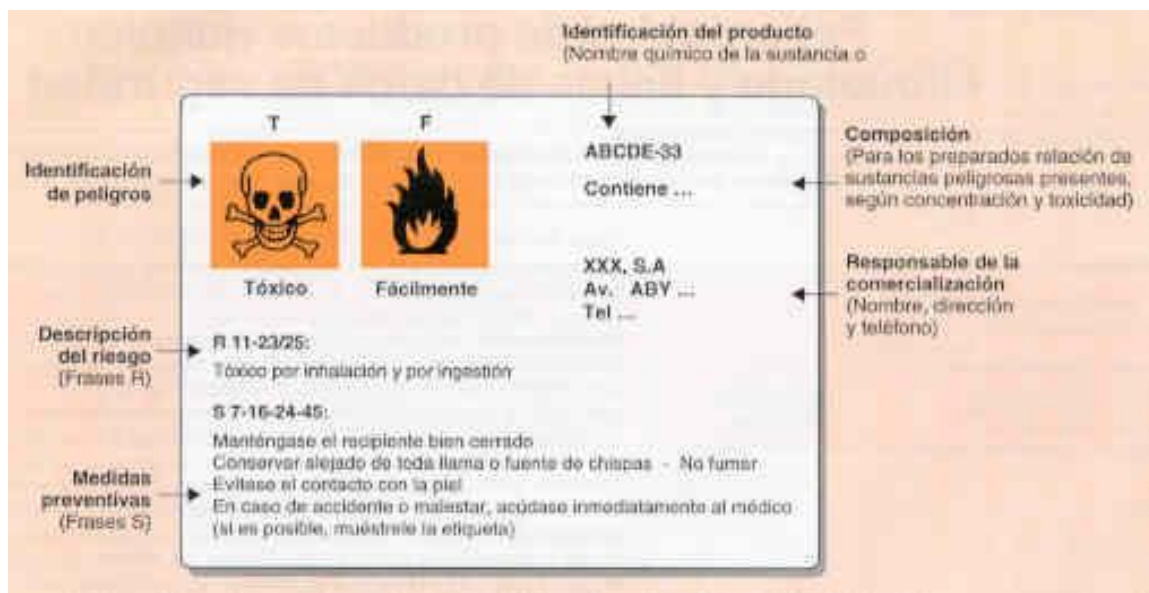 Identificación del producto
(Nombre químico de la sustancia o
T
F
Identificación
de peligros
Tóxico
Fácilmente
ABCDE-33
Contiene ...
Composición
(Para los preparados relación de
sustancias peligrosas presentes,
según concentración y toxicidad)
XXX, S.A
Av. ABY ...
Tel ...
Responsable de la
comercialización
(Nombre, dirección
y teléfono)
Descripción
del riesgo
(Frases R)
R 11-23/25:
Tóxico por inhalación y por ingestión
S 7-16-24-45:
Manténgase el recipiente bien cerrado
Conservar alejado de toda llama o fuente de chispas - No fumar
Evítese el contacto con la piel
En caso de accidente o malestar, acúdase inmediatamente al médico
(si es posible, muéstrele la etiqueta)
Medidas
preventivas
(Frases S)